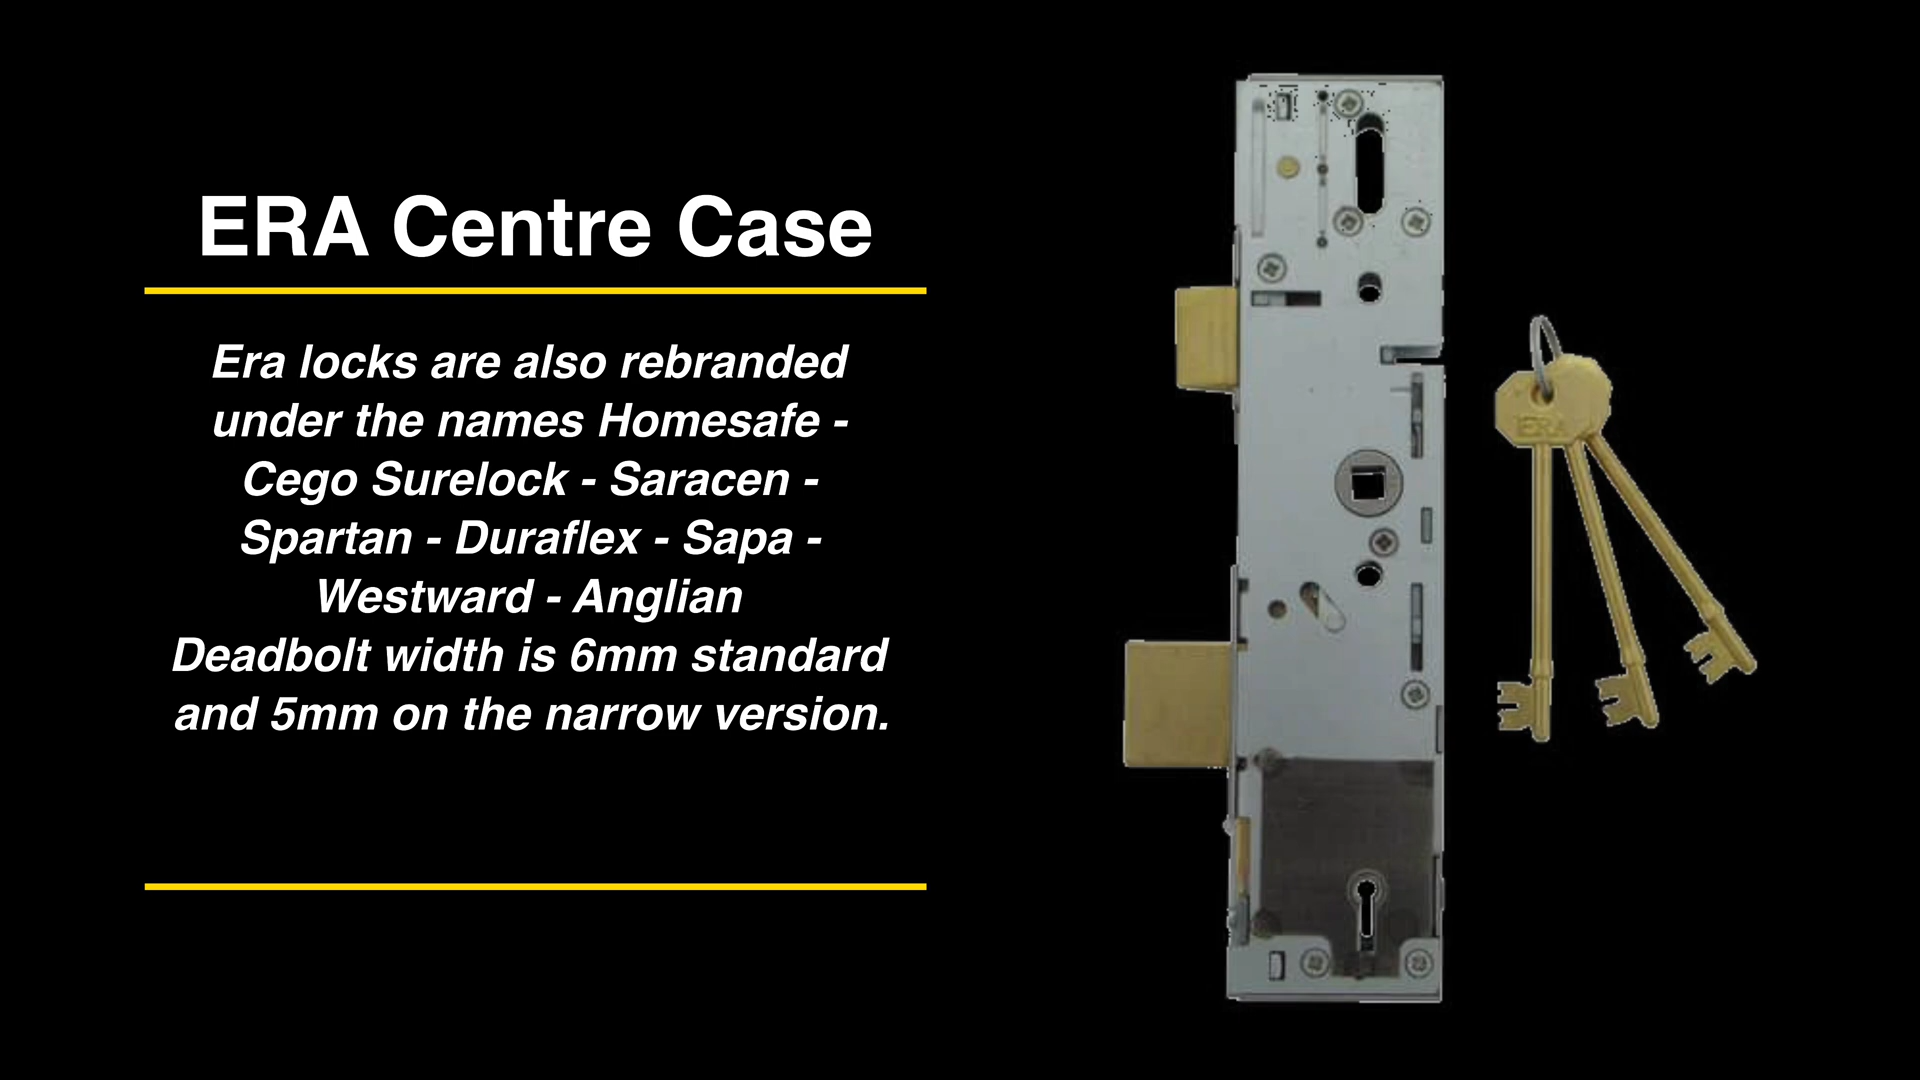 ERA Centre Case
Era locks are also rebranded
under the names Homesafe -
Cego Surelock - Saracen -
Spartan - Duraflex - Sapa -
Westward - Anglian
Deadbolt width is 6mm standard
and 5mm on the narrow version.
ERA